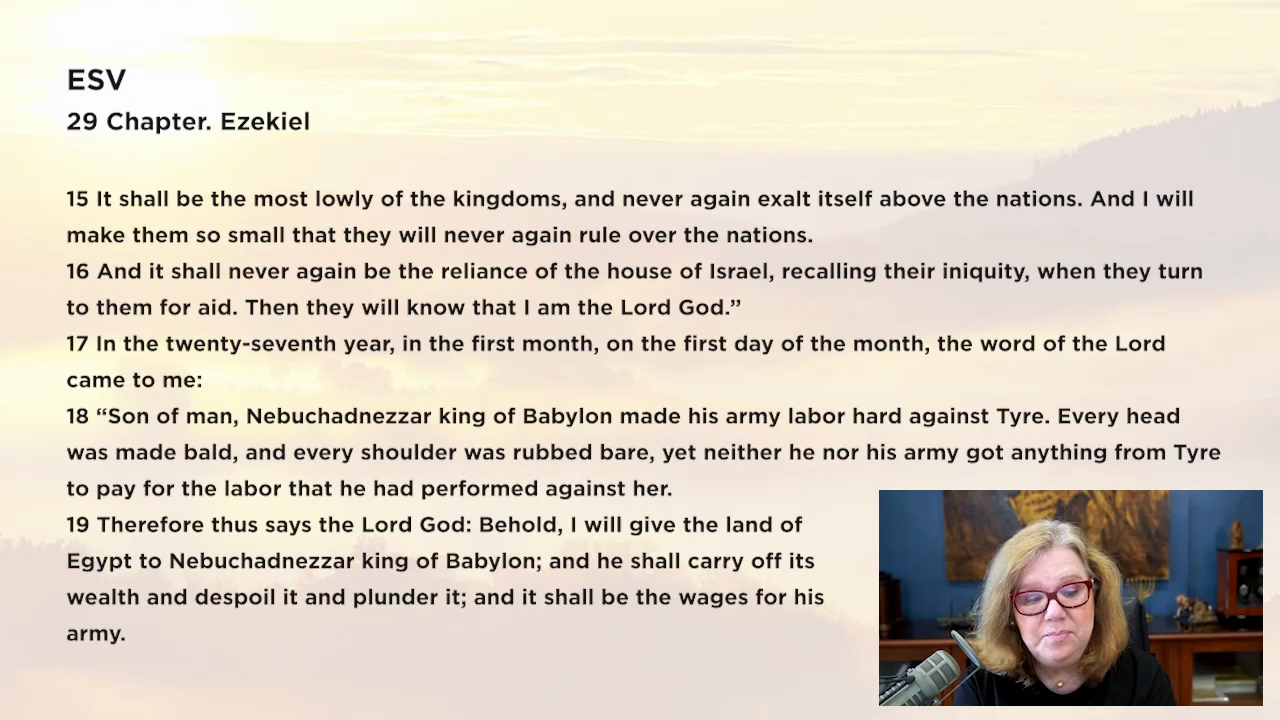 ESV
29 Chapter. Ezekiel
15 It shall be the most lowly of the kingdoms, and never again exalt itself above the nations. And I will
make them so small that they will never again rule over the nations.
16 And it shall never again be the reliance of the house of Israel, recalling their iniquity, when they turn
to them for aid. Then they will know that I am the Lord God.”
17 In the twenty-seventh year, in the first month, on the first day of the month, the word of the Lord
came to me:
18 “Son of man, Nebuchadnezzar king of Babylon made his army labor hard against Tyre. Every head
was made bald, and every shoulder was rubbed bare, yet neither he nor his army got anything from Tyre
to pay for the labor that he had performed against her.
19 Therefore thus says the Lord God: Behold, I will give the land of
Egypt to Nebuchadnezzar king of Babylon; and he shall carry off its
wealth and despoil it and plunder it; and it shall be the wages for his
army.